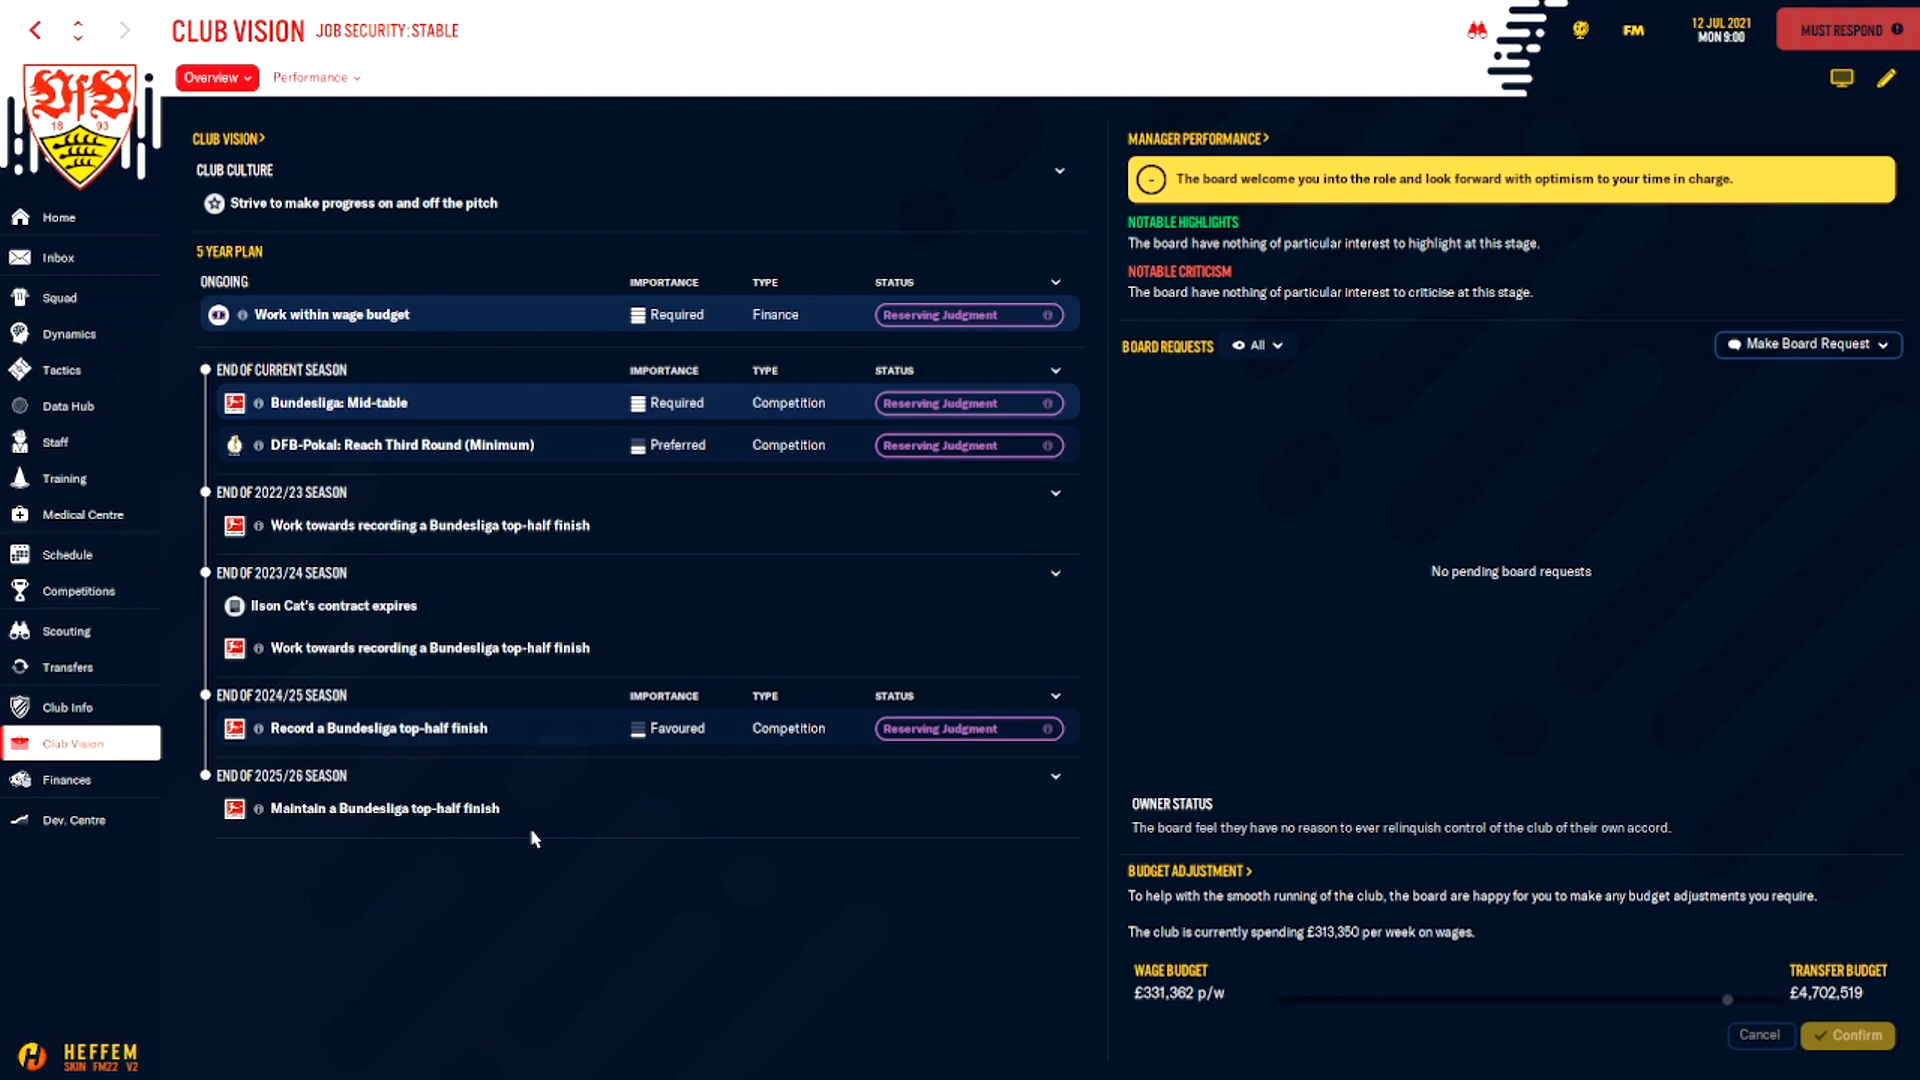 CLUB VISION JOB SECURITY: STABLE
FM
12 JUL 2021
MON 9:00
MUST RESPOND
Overview
Performance
VfB
18 93
Home
Inbox
Squad
Dynamics
Tactics
Data Hub
Staff
Training
Medical Centre
Schedule
Competitions
Scouting
Transfers
Club Info
Club Vision
Finances
Dev. Centre
HEFFEM
SKIN FM22 V2
CLUB VISION>
CLUB CULTURE
Strive to make progress on and off the pitch
5 YEAR PLAN
ONGOING IMPORTANCE TYPE STATUS
Work within wage budget Required Finance Reserving Judgment
END OF CURRENT SEASON IMPORTANCE TYPE STATUS
Bundesliga: Mid-table Required Competition Reserving Judgment
DFB-Pokal: Reach Third Round (Minimum) Preferred Competition Reserving Judgment
END OF 2022/23 SEASON
Work towards recording a Bundesliga top-half finish
END OF 2023/24 SEASON
Ilson Cat's contract expires
Work towards recording a Bundesliga top-half finish
END OF 2024/25 SEASON IMPORTANCE TYPE STATUS
Record a Bundesliga top-half finish Favoured Competition Reserving Judgment
END OF 2025/26 SEASON
Maintain a Bundesliga top-half finish
MANAGER PERFORMANCE>
The board welcome you into the role and look forward with optimism to your time in charge.
NOTABLE HIGHLIGHTS
The board have nothing of particular interest to highlight at this stage.
NOTABLE CRITICISM
The board have nothing of particular interest to criticise at this stage.
BOARD REQUESTS All Make Board Request
No pending board requests
OWNER STATUS
The board feel they have no reason to ever relinquish control of the club of their own accord.
BUDGET ADJUSTMENT >
To help with the smooth running of the club, the board are happy for you to make any budget adjustments you require.
The club is currently spending £313,350 per week on wages.
WAGE BUDGET TRANSFER BUDGET
£331,362 p/w £4,702,519
Cancel Confirm